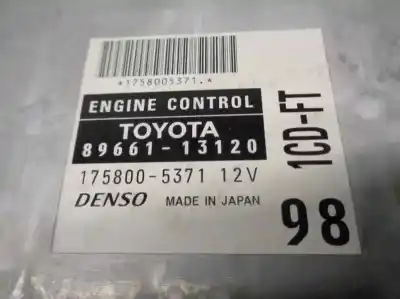 *1758005371.*
ENGINE CONTROL
TOYOTA
89661-13120
175800-5371 12V
DENSO MADE IN JAPAN
1CD-FT
98